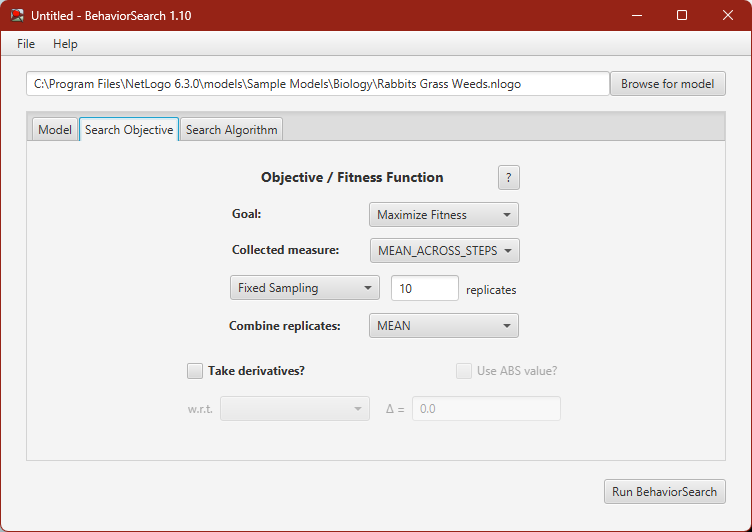 Untitled - BehaviorSearch 1.10
File Help
C:\Program Files\NetLogo 6.3.0\models\Sample Models\Biology\Rabbits Grass Weeds.nlogo Browse for model
Model Search Objective Search Algorithm
Objective / Fitness Function ?
Goal: Maximize Fitness
Collected measure: MEAN_ACROSS_STEPS
Fixed Sampling 10 replicates
Combine replicates: MEAN
Take derivatives? Use ABS value?
w.r.t. Δ = 0.0
Run BehaviorSearch